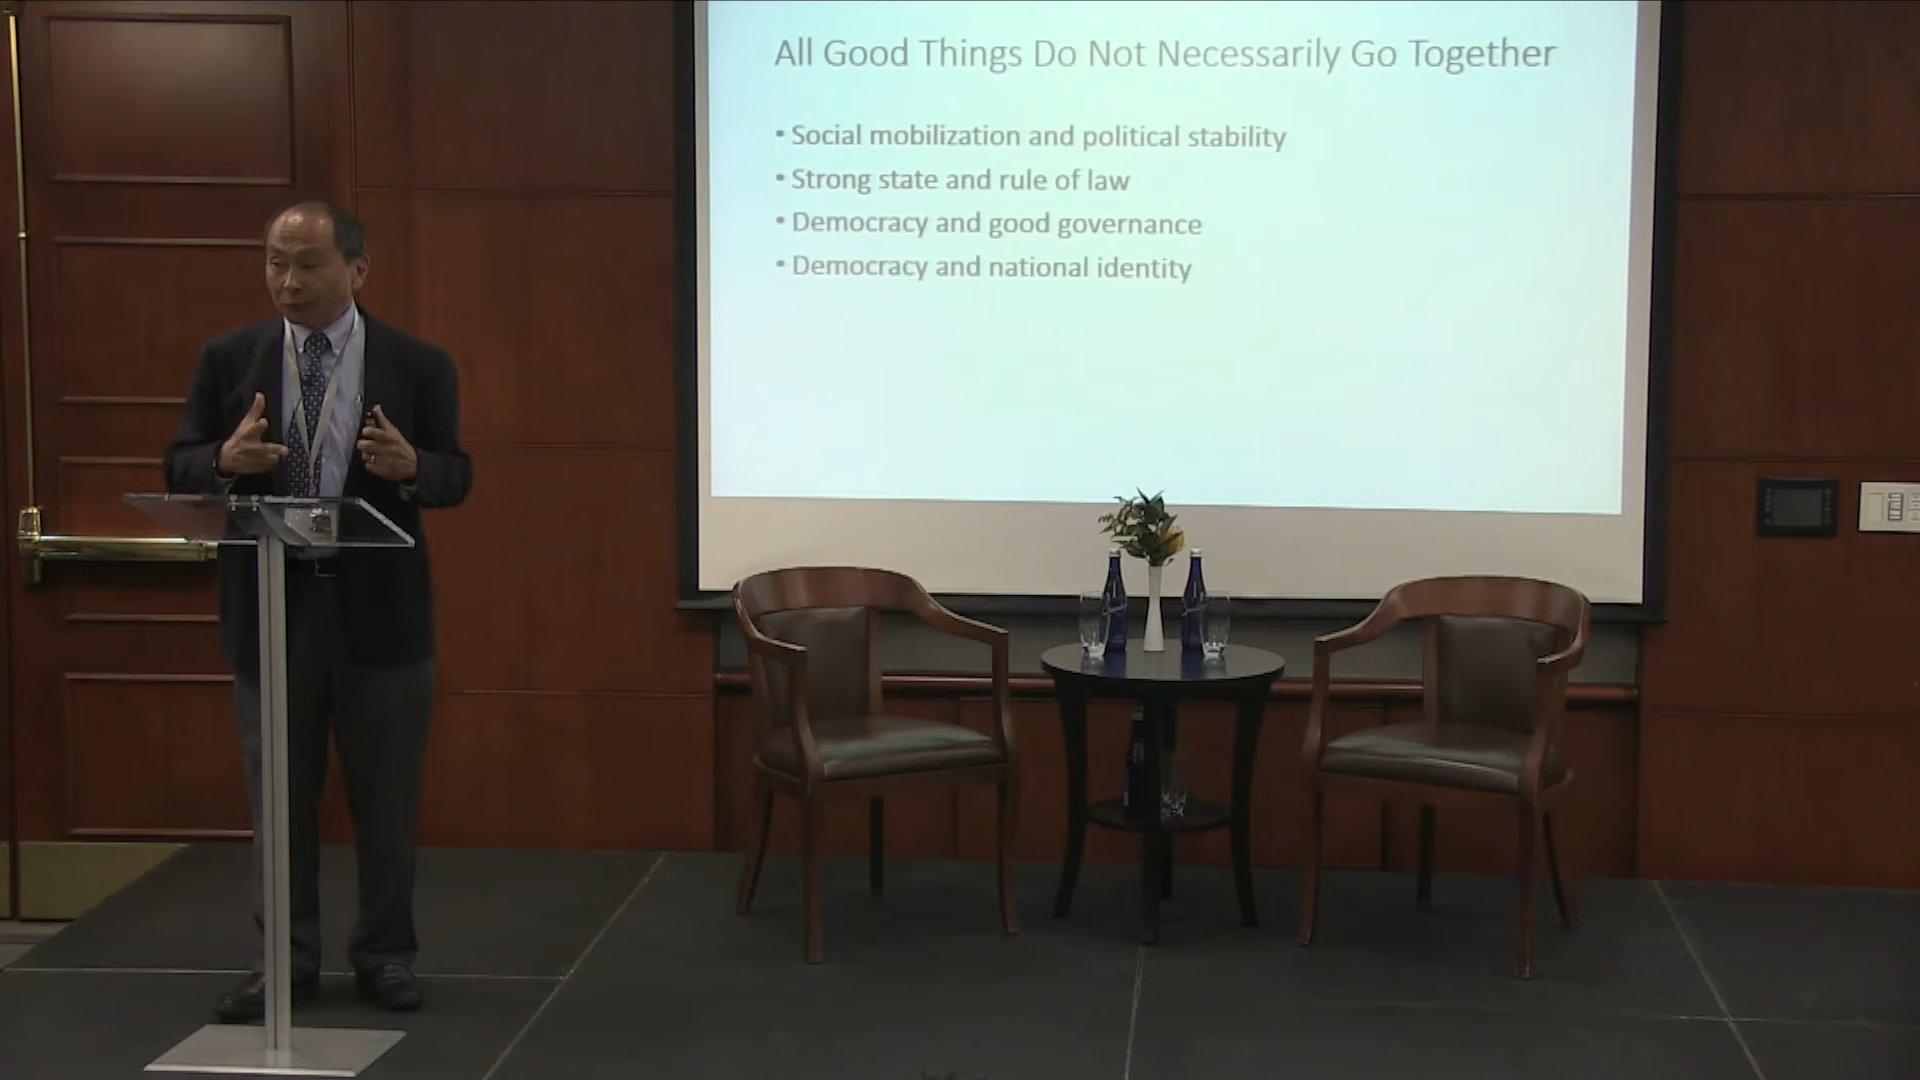 All Good Things Do Not Necessarily Go Together
• Social mobilization and political stability
• Strong state and rule of law
• Democracy and good governance
• Democracy and national identity